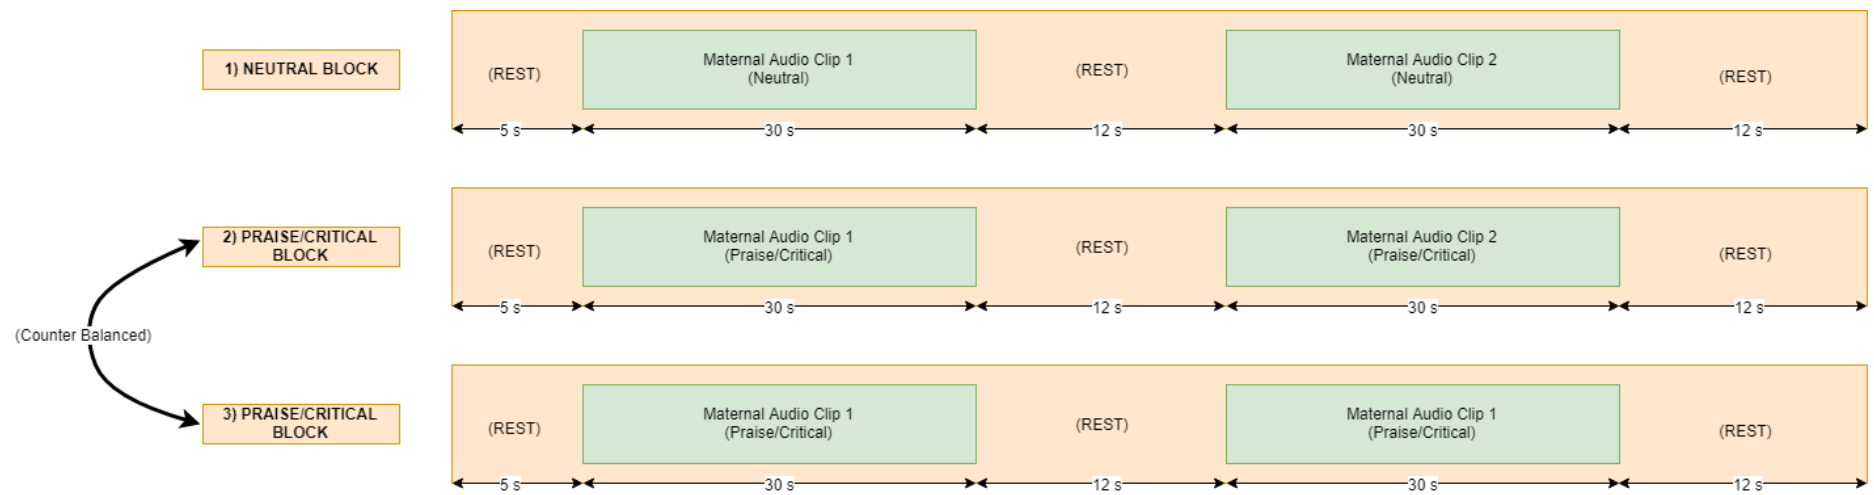 1) NEUTRAL BLOCK
(REST)
Maternal Audio Clip 1
(Neutral)
(REST)
Maternal Audio Clip 2
(Neutral)
(REST)
5 s
30 s
12 s
30 s
12 s
2) PRAISE/CRITICAL
BLOCK
(REST)
Maternal Audio Clip 1
(Praise/Critical)
(REST)
Maternal Audio Clip 2
(Praise/Critical)
(REST)
5 s
30 s
12 s
30 s
12 s
(Counter Balanced)
3) PRAISE/CRITICAL
BLOCK
(REST)
Maternal Audio Clip 1
(Praise/Critical)
(REST)
Maternal Audio Clip 1
(Praise/Critical)
(REST)
5 s
30 s
12 s
30 s
12 s